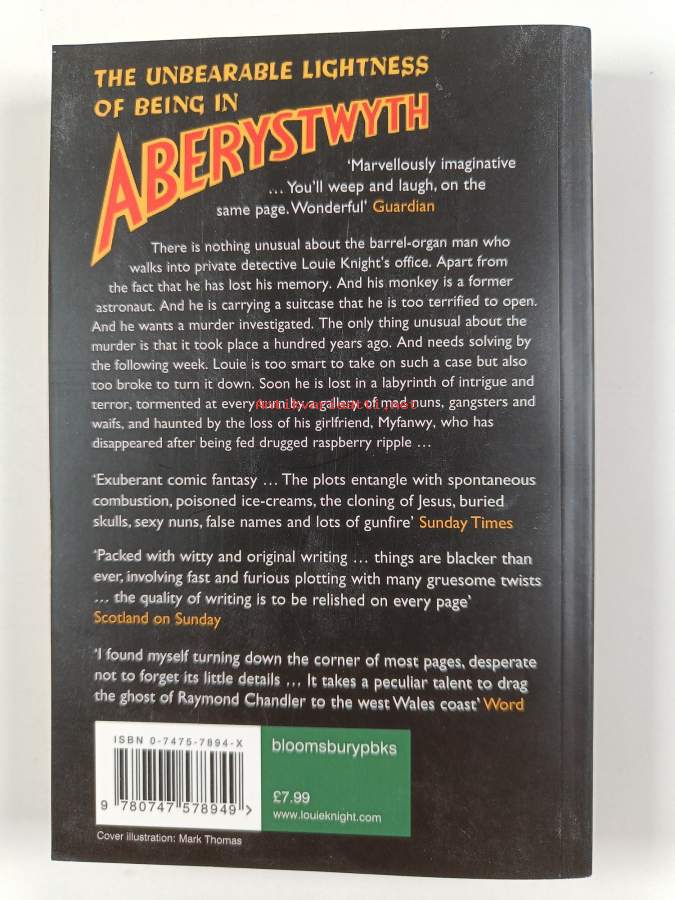 THE UNBEARABLE LIGHTNESS
OF BEING IN
ABERYSTWYTH
'Marvellously imaginative
… You'll weep and laugh, on the
same page. Wonderful' Guardian
There is nothing unusual about the barrel-organ man who
walks into private detective Louie Knight's office. Apart from
the fact that he has lost his memory. And his monkey is a former
astronaut. And he is carrying a suitcase that he is too terrified to open.
And he wants a murder investigated. The only thing unusual about the
murder is that it took place a hundred years ago. And needs solving by
the following week. Louie is too smart to take on such a case but also
too broke to turn it down. Soon he is lost in a labyrinth of intrigue and
terror, tormented at every turn by a gallery of mad nuns, gangsters and
waifs, and haunted by the loss of his girlfriend, Myfanwy, who has
disappeared after being fed drugged raspberry ripple …
'Exuberant comic fantasy … The plots entangle with spontaneous
combustion, poisoned ice-creams, the cloning of Jesus, buried
skulls, sexy nuns, false names and lots of gunfire' Sunday Times
'Packed with witty and original writing … things are blacker than
ever, involving fast and furious plotting with many gruesome twists
… the quality of writing is to be relished on every page'
Scotland on Sunday
'I found myself turning down the corner of most pages, desperate
not to forget its little details … It takes a peculiar talent to drag
the ghost of Raymond Chandler to the west Wales coast' Word
ISBN 0-7475-7894-X
9 780747 578949 >
bloomsburypbks
£7.99
www.louieknight.com
Cover illustration: Mark Thomas